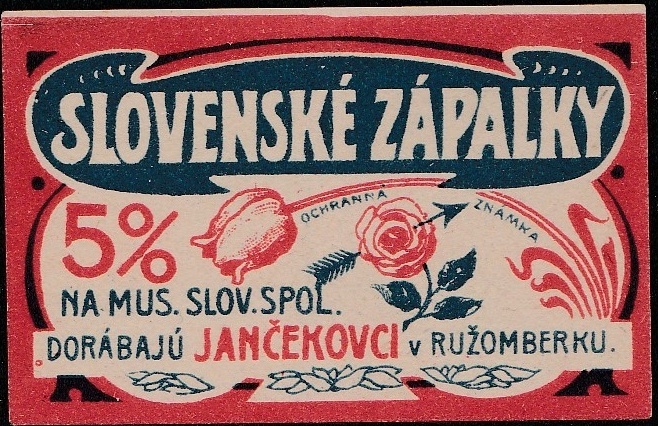 SLOVENSKÉ ZÁPALKY
OCHRANNÁ ZNÁMKA
5%
NA MUS. SLOV. SPOL.
DORÁBAJÚ JANČEKOVCI v RUŽOMBERKU.